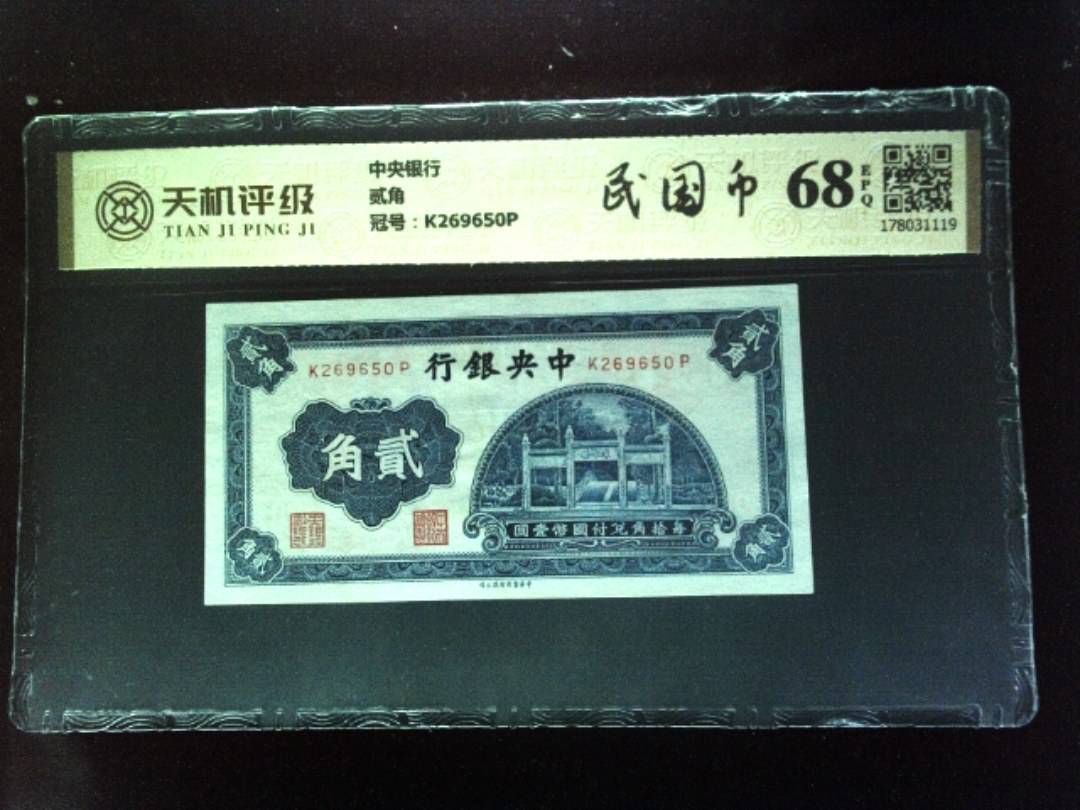 天机评级
TIAN JI PING JI
中央银行
贰角
冠号：K269650P
民国币
68
EPQ
178031119
貳角
貳角
K269650P
行銀央中
K269650P
角貳
圓壹幣國付兌角拾每
貳角
貳角